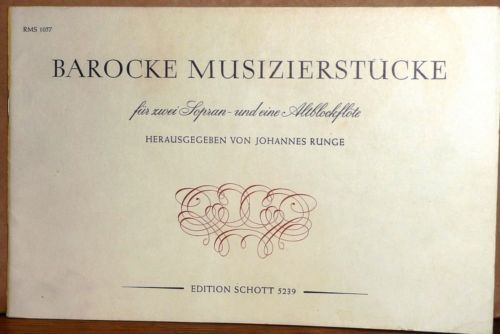 RMS 1057
BAROCKE MUSIZIERSTÜCKE
für zwei Sopran- und eine Altblockflöte
HERAUSGEGEBEN VON JOHANNES RUNGE
EDITION SCHOTT 5239